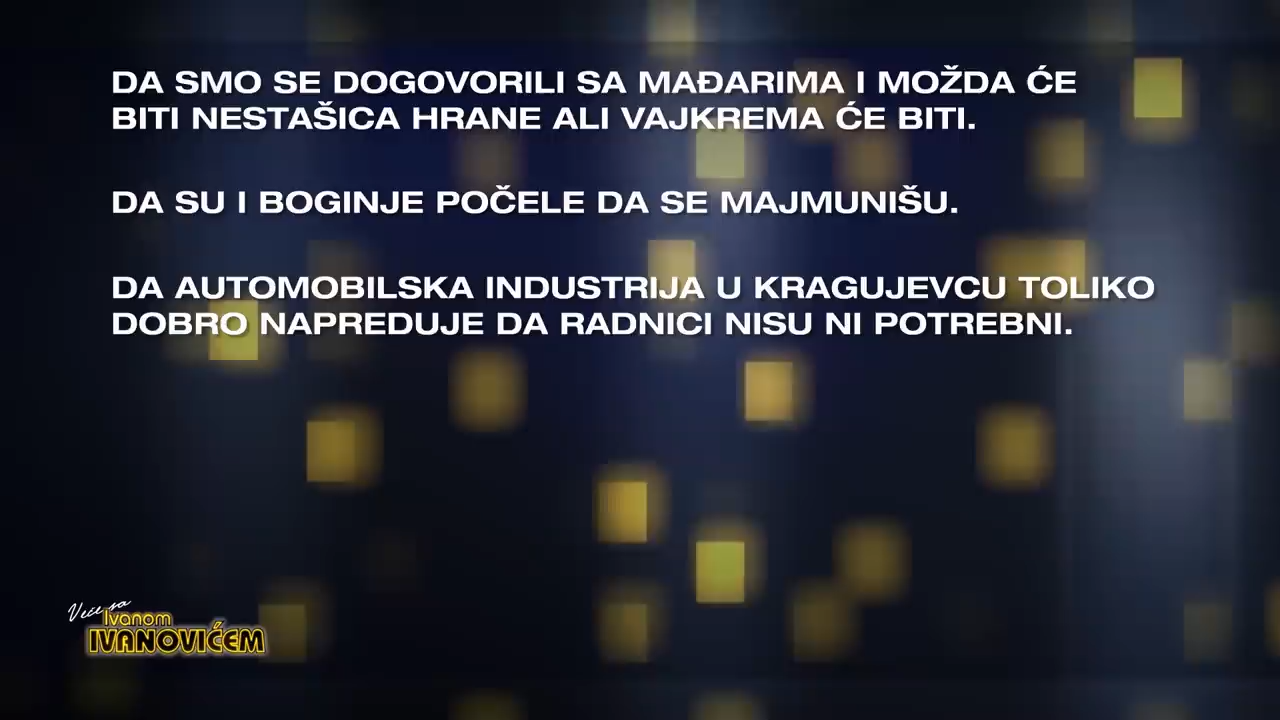 DA SMO SE DOGOVORILI SA MAĐARIMA I MOŽDA ĆE
BITI NESTAŠICA HRANE ALI VAJKREMA ĆE BITI.
DA SU I BOGINJE POČELE DA SE MAJMUNIŠU.
DA AUTOMOBILSKA INDUSTRIJA U KRAGUJEVCU TOLIKO
DOBRO NAPREDUJE DA RADNICI NISU NI POTREBNI.
Veče sa
Ivanom
IVANOVIĆEM